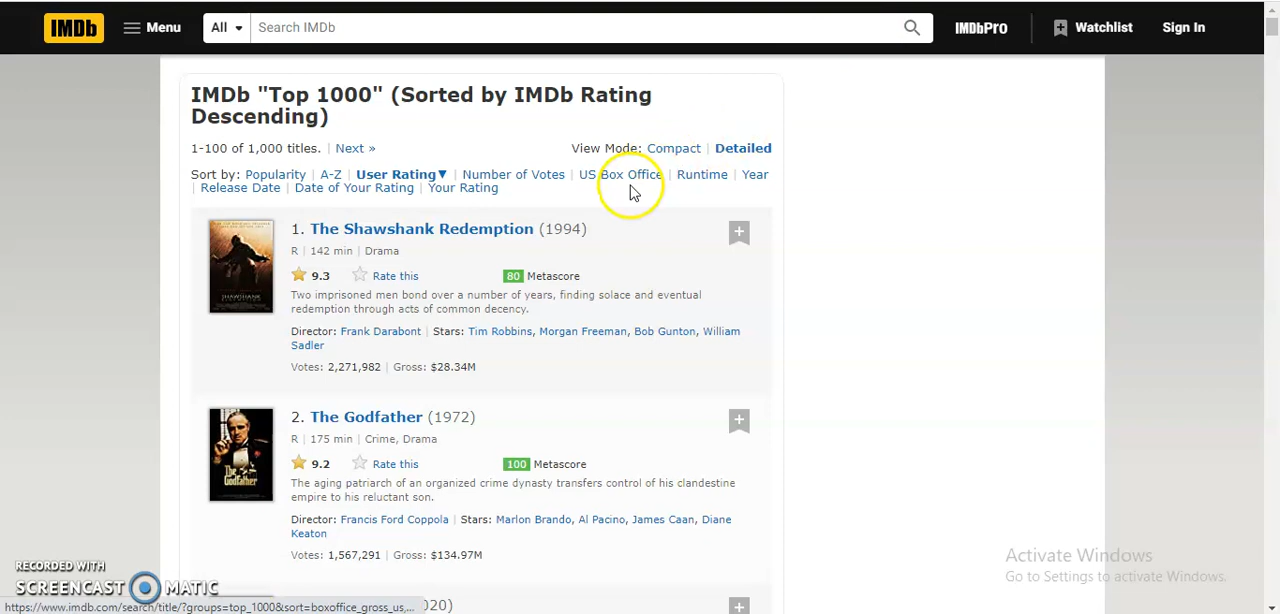 IMDb Menu All Search IMDb IMDbPro Watchlist Sign In
IMDb "Top 1000" (Sorted by IMDb Rating
Descending)
1-100 of 1,000 titles. | Next » View Mode: Compact | Detailed
Sort by: Popularity | A-Z | User Rating▼ | Number of Votes | US Box Office | Runtime | Year
| Release Date | Date of Your Rating | Your Rating
1. The Shawshank Redemption (1994)
R | 142 min | Drama
9.3 Rate this 80 Metascore
Two imprisoned men bond over a number of years, finding solace and eventual
redemption through acts of common decency.
Director: Frank Darabont | Stars: Tim Robbins, Morgan Freeman, Bob Gunton, William
Sadler
Votes: 2,271,982 | Gross: $28.34M
2. The Godfather (1972)
R | 175 min | Crime, Drama
9.2 Rate this 100 Metascore
The aging patriarch of an organized crime dynasty transfers control of his clandestine
empire to his reluctant son.
Director: Francis Ford Coppola | Stars: Marlon Brando, Al Pacino, James Caan, Diane
Keaton
Votes: 1,567,291 | Gross: $134.97M
Activate Windows
Go to Settings to activate Windows.
RECORDED WITH
SCREENCAST MATIC
https://www.imdb.com/search/title/?groups=top_1000&sort=boxoffice_gross_us,... 020)